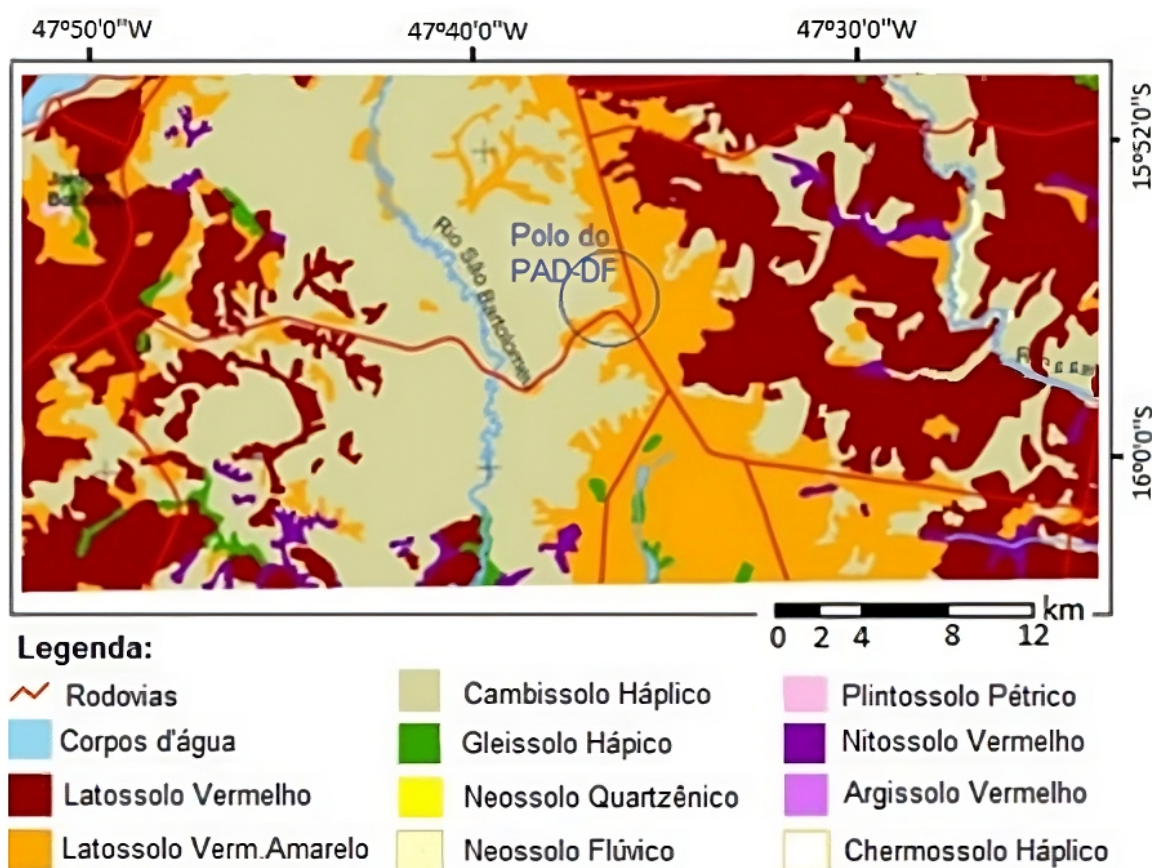 47º50'0"W
47º40'0"W
47º30'0"W
15º52'0"S
Polo do
PAD-DF
Rio São Bartolomeu
16º0'0"S
km
0 2 4 8 12
Legenda:
Rodovias
Corpos d'água
Latossolo Vermelho
Latossolo Verm.Amarelo
Cambissolo Háplico
Gleissolo Hápico
Neossolo Quartzênico
Neossolo Flúvico
Plintossolo Pétrico
Nitossolo Vermelho
Argissolo Vermelho
Chermossolo Háplico